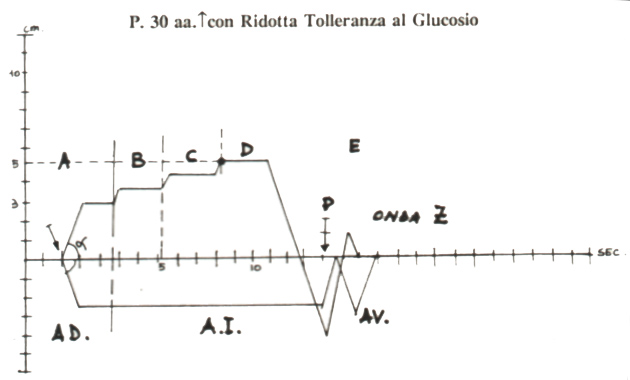 P. 30 aa.↑con Ridotta Tolleranza al Glucosio
cm.
10
A
B
C
D
E
5
3
P
ONDA Z
α
SEC.
5
10
AD.
A.I.
AV.